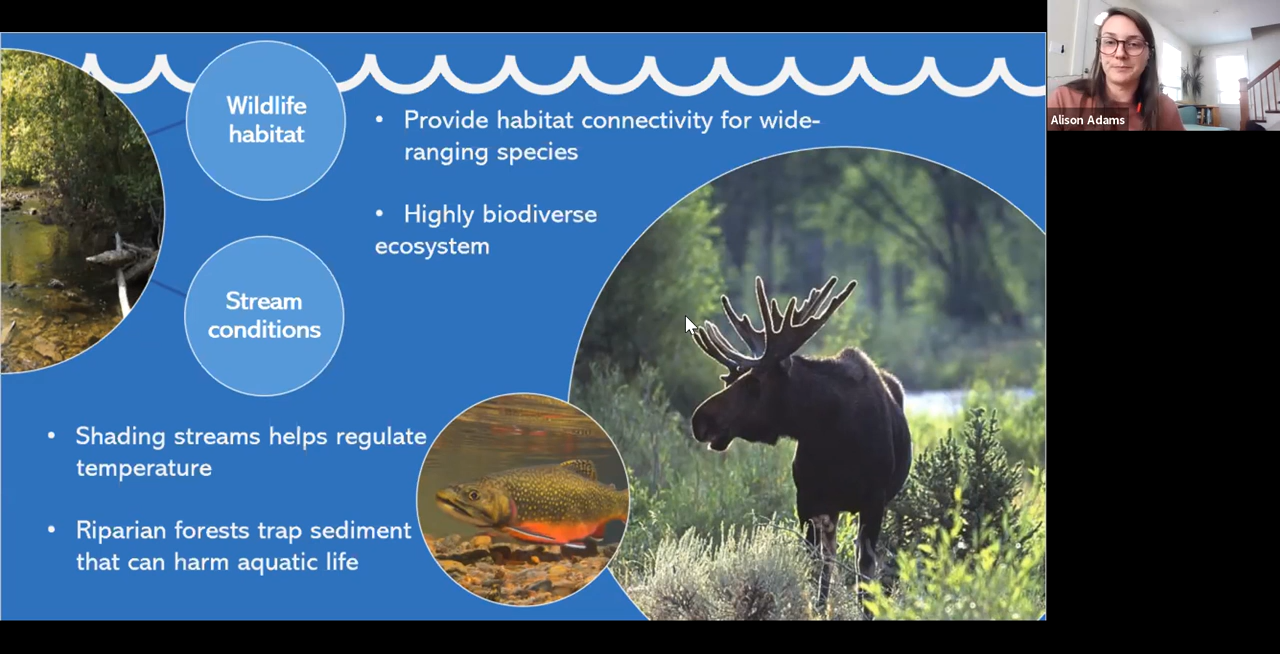 Wildlife
habitat
• Provide habitat connectivity for wide-
ranging species
• Highly biodiverse
ecosystem
Stream
conditions
• Shading streams helps regulate
temperature
• Riparian forests trap sediment
that can harm aquatic life
Alison Adams